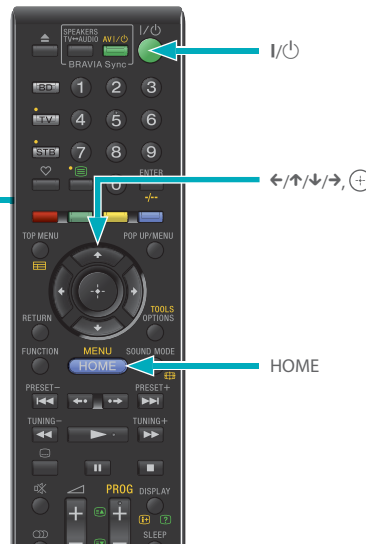 SPEAKERS
TV↔AUDIO AV I/⏻ I/⏻
BRAVIA Sync
I/⏻
BD 1 2 3
TV 4 5 6
STB 7 8 9
ENTER
0
-/--
←/↑/↓/→, ⊕
TOP MENU POP UP/MENU
RETURN TOOLS
OPTIONS
FUNCTION MENU SOUND MODE
HOME
HOME
PRESET– PRESET+
TUNING– TUNING+
PROG DISPLAY
+ +
i+ ?
SLEEP